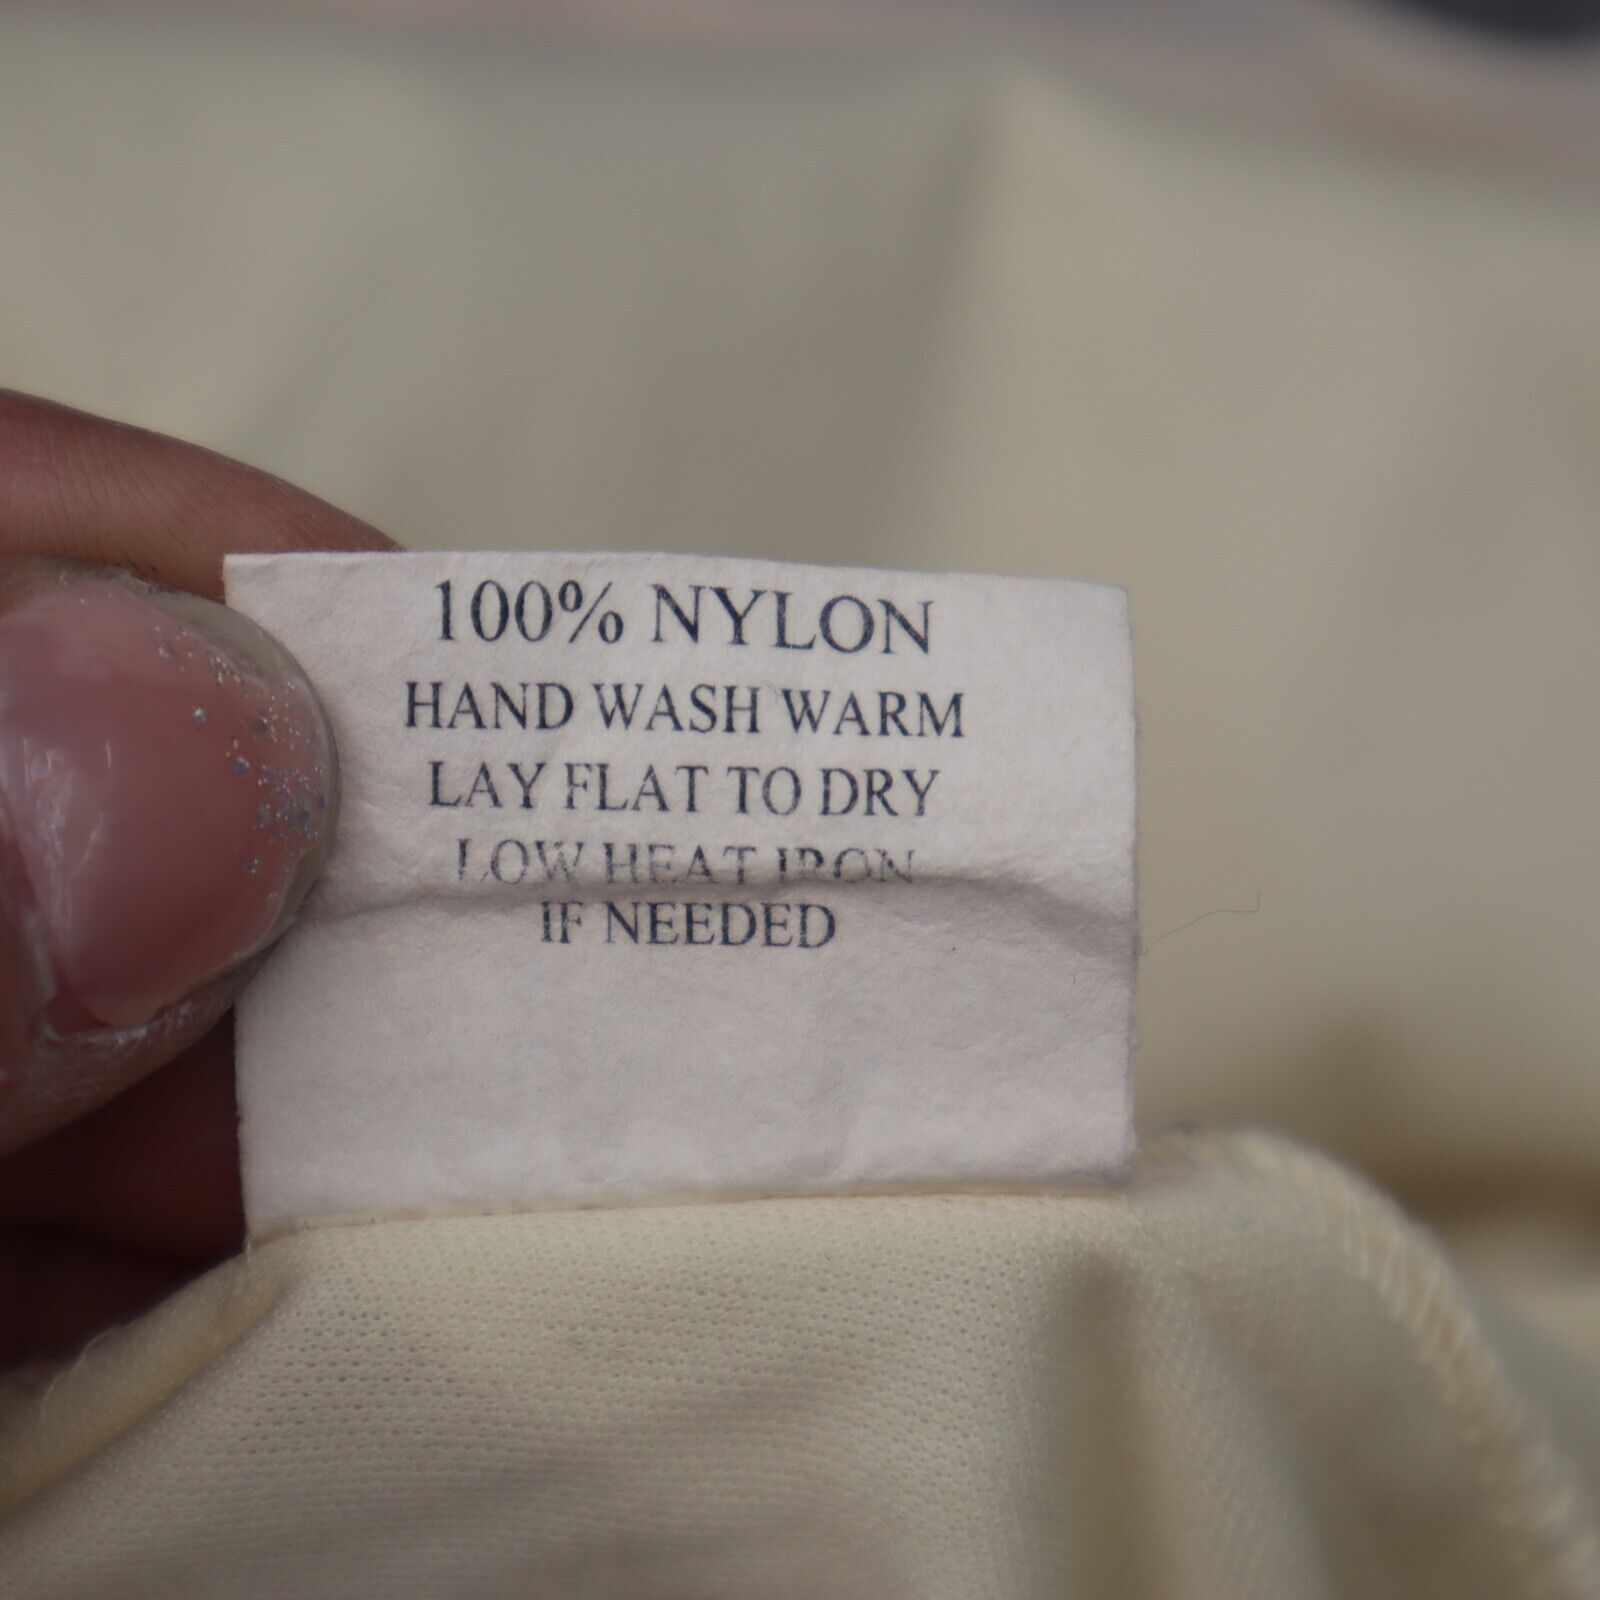 100% NYLON
HAND WASH WARM
LAY FLAT TO DRY
LOW HEAT IRON
IF NEEDED